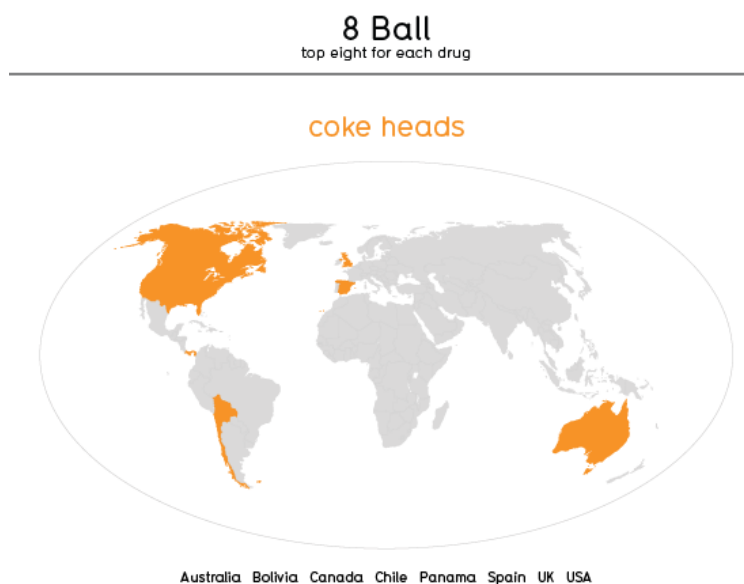 8 Ball
top eight for each drug
coke heads
Australia Bolivia Canada Chile Panama Spain UK USA